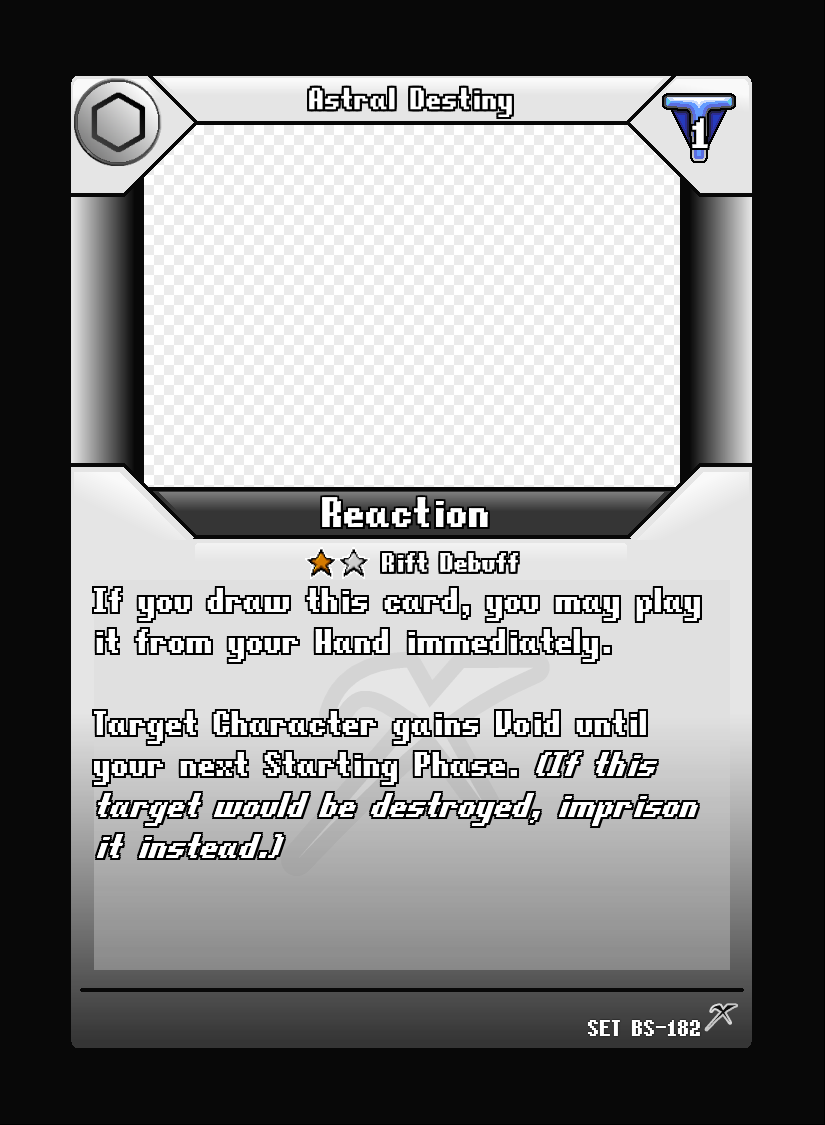 Astral Destiny
1
Reaction
Rift Debuff
If you draw this card, you may play
it from your Hand immediately.
Target Character gains Void until
your next Starting Phase. (If this
target would be destroyed, imprison
it instead.)
SET BS-182